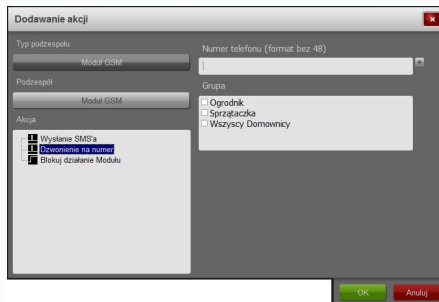 Dodawanie akcji
Typ podzespołu
Moduł GSM
Podzespół
Moduł GSM
Akcja
Wysłanie SMS'a
Dzwonienie na numer
Blokuj działanie Modułu
Numer telefonu (format bez 48)
Grupa
Ogrodnik
Sprzątaczka
Wszyscy Domownicy
OK
Anuluj